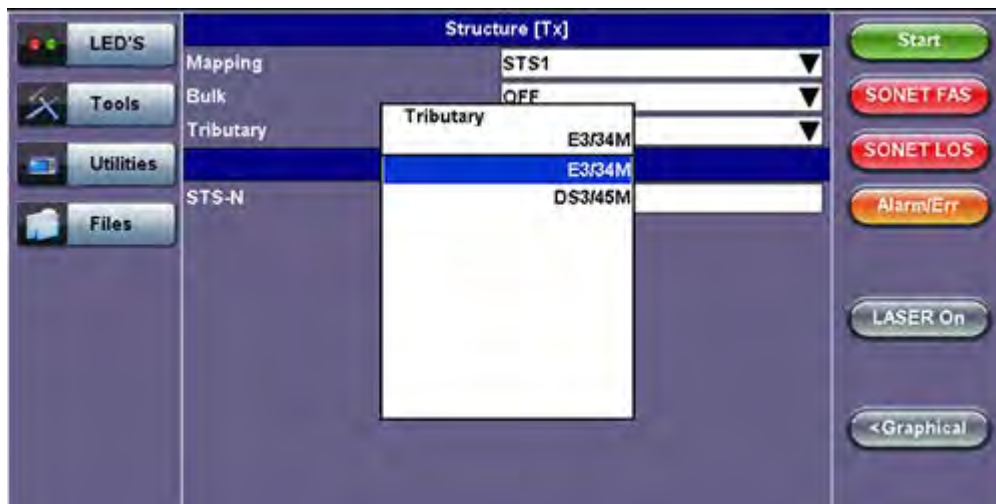 LED'S
Tools
Utilities
Files
Structure [Tx]
Mapping
STS1
Bulk
OFF
Tributary
STS-N
Tributary
E3/34M
E3/34M
DS3/45M
Start
SONET FAS
SONET LOS
Alarm/Err
LASER On
<Graphical